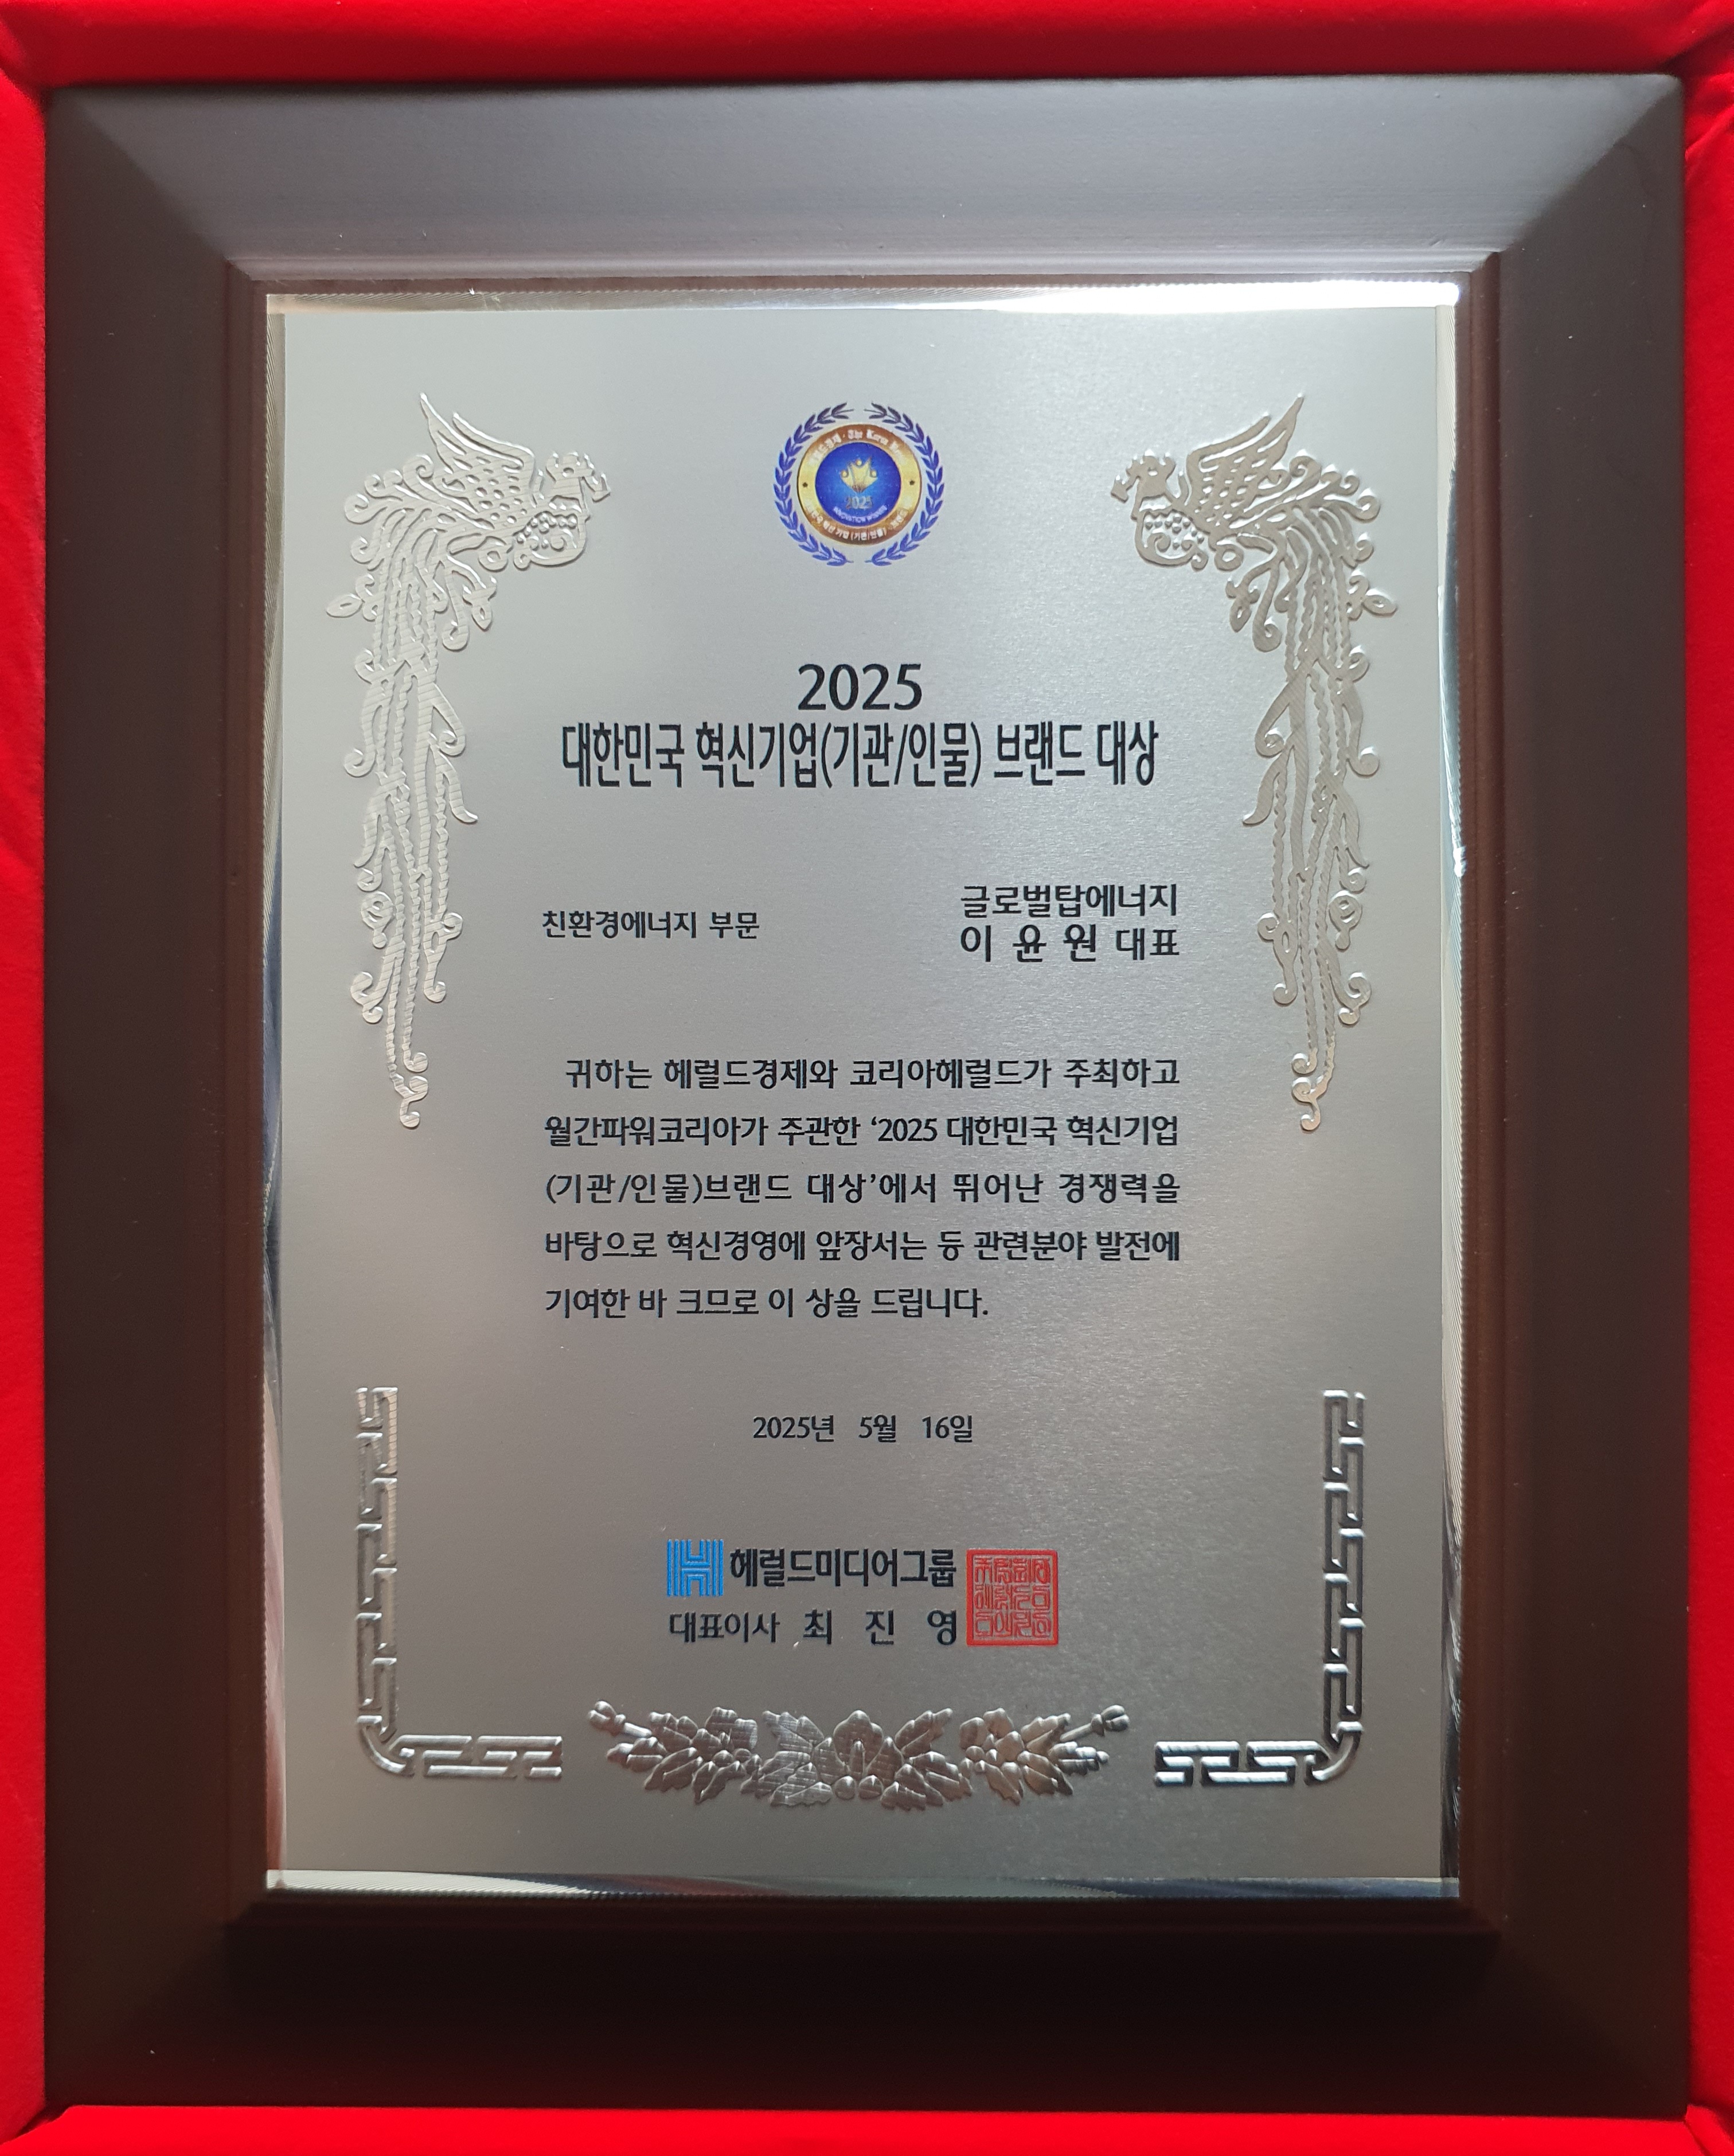 2025
INNOVATION WINNER
2025
대한민국 혁신기업(기관/인물) 브랜드 대상
친환경에너지 부문
글로벌탑에너지
이 윤 원 대표
귀하는 헤럴드경제와 코리아헤럴드가 주최하고
월간파워코리아가 주관한 ‘2025 대한민국 혁신기업
(기관/인물)브랜드 대상’에서 뛰어난 경쟁력을
바탕으로 혁신경영에 앞장서는 등 관련분야 발전에
기여한 바 크므로 이 상을 드립니다.
2025년 5월 16일
헤럴드미디어그룹
대표이사 최 진 영